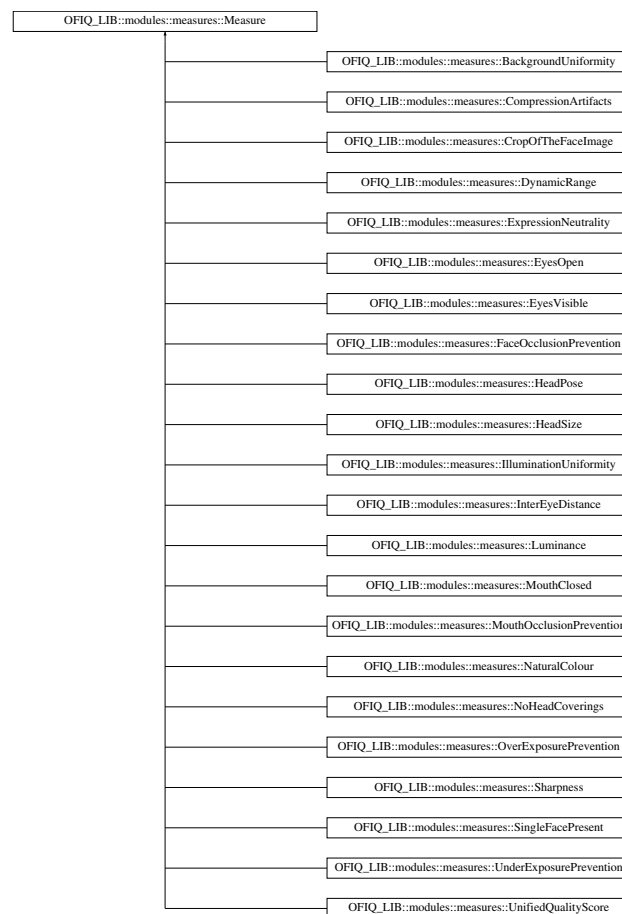 OFIQ_LIB::modules::measures::Measure
OFIQ_LIB::modules::measures::BackgroundUniformity
OFIQ_LIB::modules::measures::CompressionArtifacts
OFIQ_LIB::modules::measures::CropOfTheFaceImage
OFIQ_LIB::modules::measures::DynamicRange
OFIQ_LIB::modules::measures::ExpressionNeutrality
OFIQ_LIB::modules::measures::EyesOpen
OFIQ_LIB::modules::measures::EyesVisible
OFIQ_LIB::modules::measures::FaceOcclusionPrevention
OFIQ_LIB::modules::measures::HeadPose
OFIQ_LIB::modules::measures::HeadSize
OFIQ_LIB::modules::measures::IlluminationUniformity
OFIQ_LIB::modules::measures::InterEyeDistance
OFIQ_LIB::modules::measures::Luminance
OFIQ_LIB::modules::measures::MouthClosed
OFIQ_LIB::modules::measures::MouthOcclusionPrevention
OFIQ_LIB::modules::measures::NaturalColour
OFIQ_LIB::modules::measures::NoHeadCoverings
OFIQ_LIB::modules::measures::OverExposurePrevention
OFIQ_LIB::modules::measures::Sharpness
OFIQ_LIB::modules::measures::SingleFacePresent
OFIQ_LIB::modules::measures::UnderExposurePrevention
OFIQ_LIB::modules::measures::UnifiedQualityScore